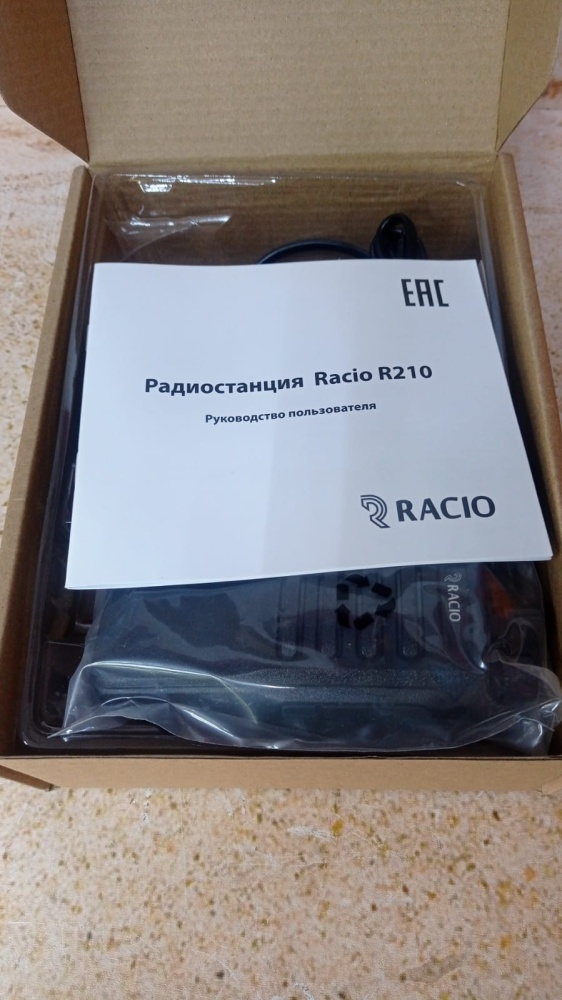 EAC
Радиостанция Racio R210
Руководство пользователя
RACIO
RACIO